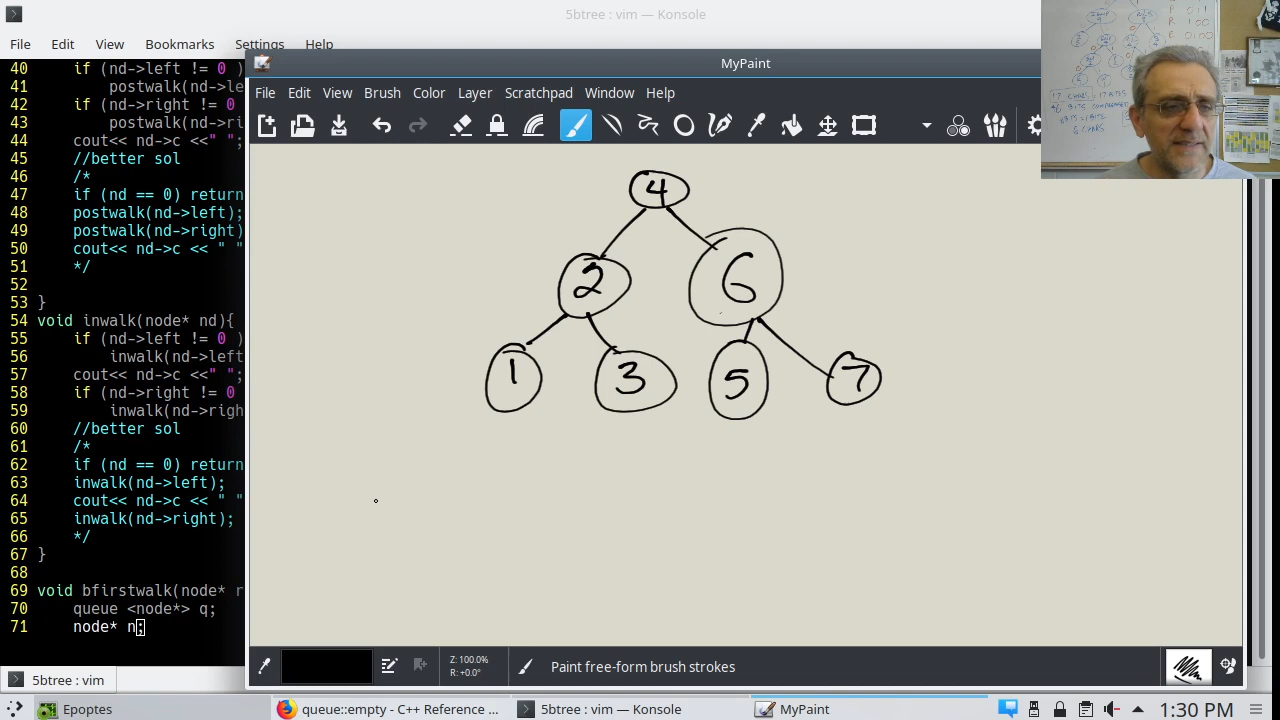 5btree : vim — Konsole
File Edit View Bookmarks Settings Help
40 if (nd->left != 0 )
41 postwalk(nd->le
42 if (nd->right != 0
43 postwalk(nd->ri
44 cout<< nd->c <<" ";
45 //better sol
46 /*
47 if (nd == 0) return
48 postwalk(nd->left);
49 postwalk(nd->right)
50 cout<< nd->c << " "
51 */
52
53 }
54 void inwalk(node* nd){
55 if (nd->left != 0 )
56 inwalk(nd->left
57 cout<< nd->c <<" ";
58 if (nd->right != 0
59 inwalk(nd->righ
60 //better sol
61 /*
62 if (nd == 0) return
63 inwalk(nd->left);
64 cout<< nd->c << " "
65 inwalk(nd->right);
66 */
67 }
68
69 void bfirstwalk(node* r
70 queue <node*> q;
71 node* n;
5btree : vim
MyPaint
File Edit View Brush Color Layer Scratchpad Window Help
4
2 6
1 3 5 7
Z: 100.0%
R: +0.0°
Paint free-form brush strokes
Epoptes
queue::empty - C++ Reference ...
5btree : vim — Konsole
MyPaint
1:30 PM